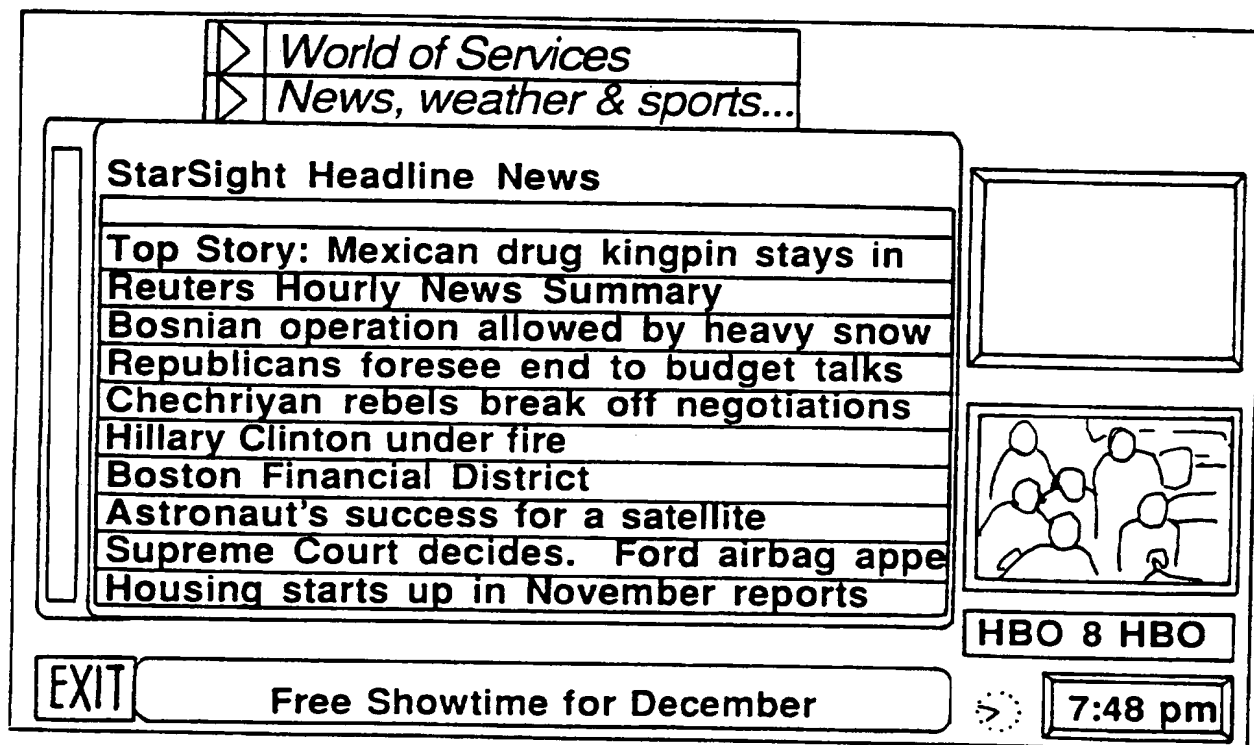 World of Services
News, weather & sports...
StarSight Headline News
Top Story: Mexican drug kingpin stays in
Reuters Hourly News Summary
Bosnian operation allowed by heavy snow
Republicans foresee end to budget talks
Chechriyan rebels break off negotiations
Hillary Clinton under fire
Boston Financial District
Astronaut's success for a satellite
Supreme Court decides. Ford airbag appe
Housing starts up in November reports
HBO 8 HBO
EXIT
Free Showtime for December
7:48 pm